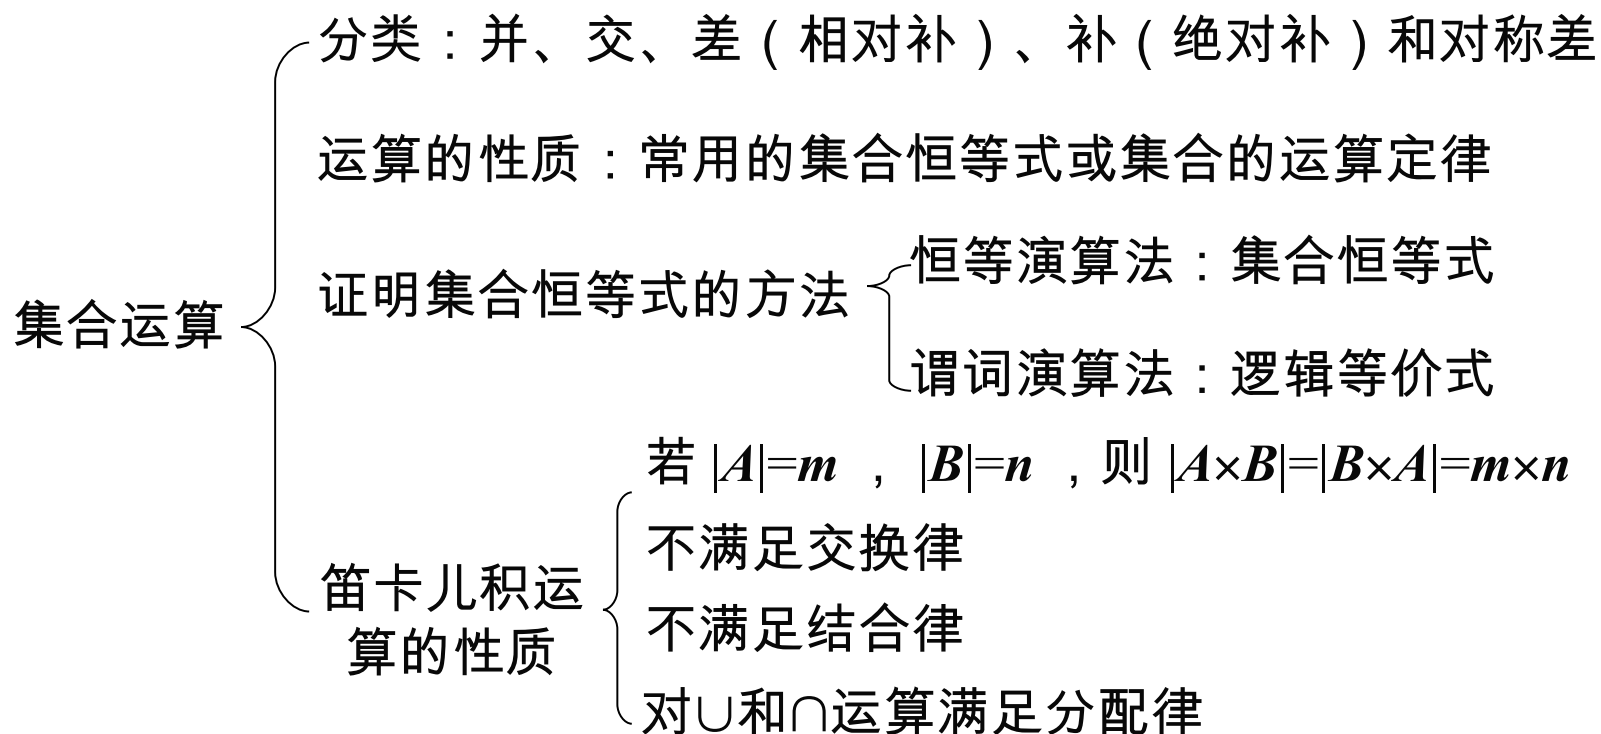 分类：并、交、差（相对补）、补（绝对补）和对称差
运算的性质：常用的集合恒等式或集合的运算定律
集合运算
证明集合恒等式的方法
恒等演算法：集合恒等式
谓词演算法：逻辑等价式
笛卡儿积运
算的性质
若 |A|=m ， |B|=n ，则 |A×B|=|B×A|=m×n
不满足交换律
不满足结合律
对∪和∩运算满足分配律